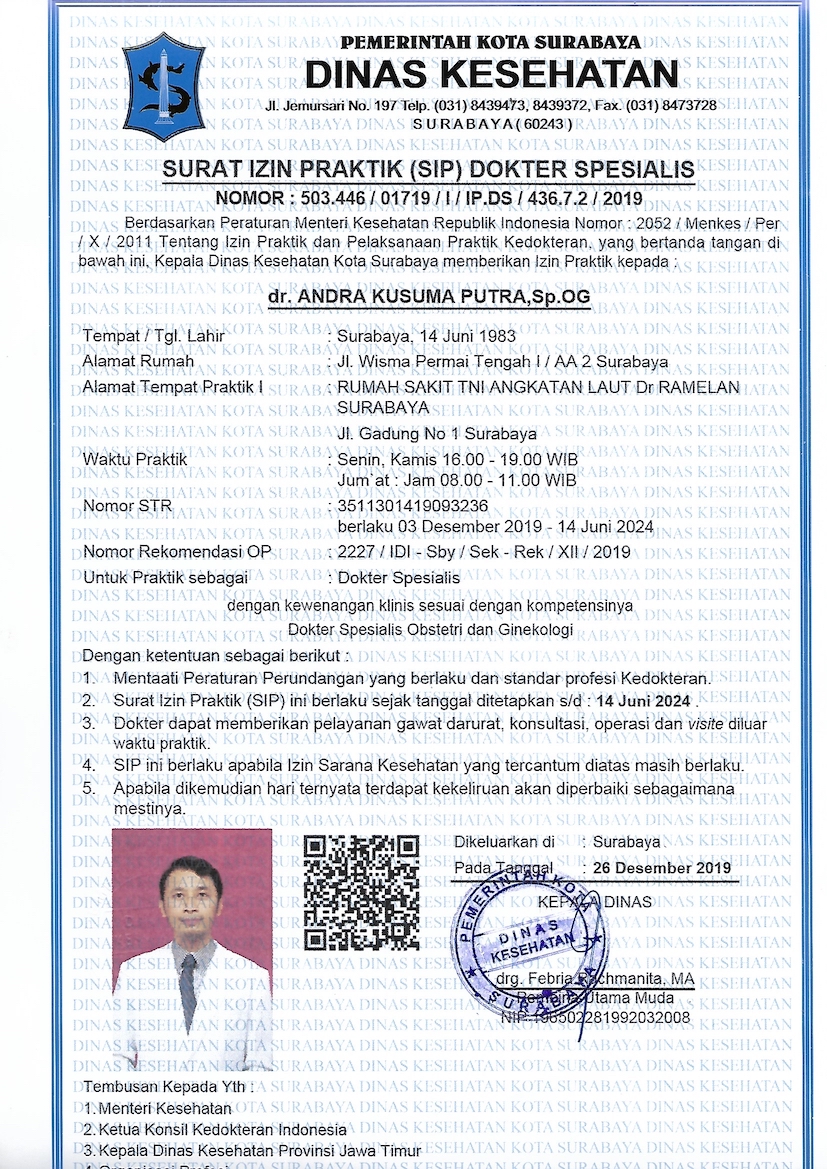 PEMERINTAH KOTA SURABAYA
DINAS KESEHATAN
Jl. Jemursari No. 197 Telp. (031) 8439473, 8439372, Fax. (031) 8473728
S U R A B A Y A ( 60243 )
SURAT IZIN PRAKTIK (SIP) DOKTER SPESIALIS
NOMOR : 503.446 / 01719 / I / IP.DS / 436.7.2 / 2019
Berdasarkan Peraturan Menteri Kesehatan Republik Indonesia Nomor : 2052 / Menkes / Per
/ X / 2011 Tentang Izin Praktik dan Pelaksanaan Praktik Kedokteran, yang bertanda tangan di
bawah ini, Kepala Dinas Kesehatan Kota Surabaya memberikan Izin Praktik kepada :
dr. ANDRA KUSUMA PUTRA,Sp.OG
Tempat / Tgl. Lahir : Surabaya, 14 Juni 1983
Alamat Rumah : Jl. Wisma Permai Tengah I / AA 2 Surabaya
Alamat Tempat Praktik I : RUMAH SAKIT TNI ANGKATAN LAUT Dr RAMELAN
SURABAYA
Jl. Gadung No 1 Surabaya
Waktu Praktik : Senin, Kamis 16.00 - 19.00 WIB
Jum`at : Jam 08.00 - 11.00 WIB
Nomor STR : 3511301419093236
berlaku 03 Desember 2019 - 14 Juni 2024
Nomor Rekomendasi OP : 2227 / IDI - Sby / Sek - Rek / XII / 2019
Untuk Praktik sebagai : Dokter Spesialis
dengan kewenangan klinis sesuai dengan kompetensinya
Dokter Spesialis Obstetri dan Ginekologi
Dengan ketentuan sebagai berikut :
1. Mentaati Peraturan Perundangan yang berlaku dan standar profesi Kedokteran.
2. Surat Izin Praktik (SIP) ini berlaku sejak tanggal ditetapkan s/d : 14 Juni 2024 .
3. Dokter dapat memberikan pelayanan gawat darurat, konsultasi, operasi dan visite diluar
waktu praktik.
4. SIP ini berlaku apabila Izin Sarana Kesehatan yang tercantum diatas masih berlaku.
5. Apabila dikemudian hari ternyata terdapat kekeliruan akan diperbaiki sebagaimana
mestinya.
Dikeluarkan di : Surabaya
Pada Tanggal : 26 Desember 2019
KEPALA DINAS
PEMERINTAH KOTA
DINAS
KESEHATAN
SURABAYA
drg. Febria Rachmanita, MA
Pembina Utama Muda
NIP 196502281992032008
Tembusan Kepada Yth :
1. Menteri Kesehatan
2. Ketua Konsil Kedokteran Indonesia
3. Kepala Dinas Kesehatan Provinsi Jawa Timur
4. Organisasi Profesi